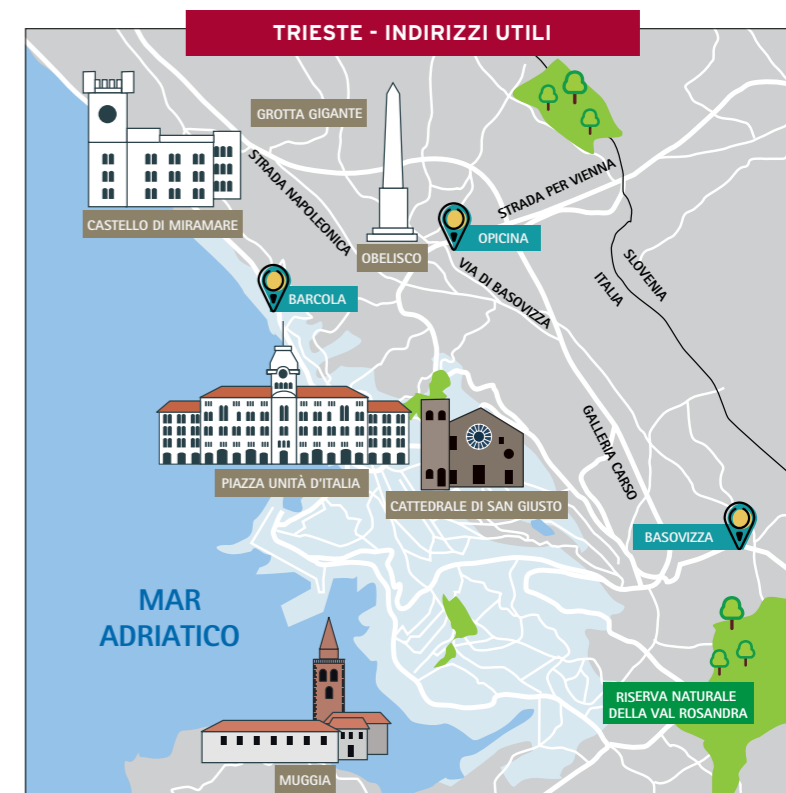 TRIESTE - INDIRIZZI UTILI
GROTTA GIGANTE
STRADA NAPOLEONICA
STRADA PER VIENNA
CASTELLO DI MIRAMARE
OPICINA
OBELISCO
VIA DI BASOVIZZA
SLOVENIA
ITALIA
BARCOLA
GALLERIA CARSO
PIAZZA UNITÀ D'ITALIA
CATTEDRALE DI SAN GIUSTO
BASOVIZZA
MAR
ADRIATICO
RISERVA NATURALE
DELLA VAL ROSANDRA
MUGGIA